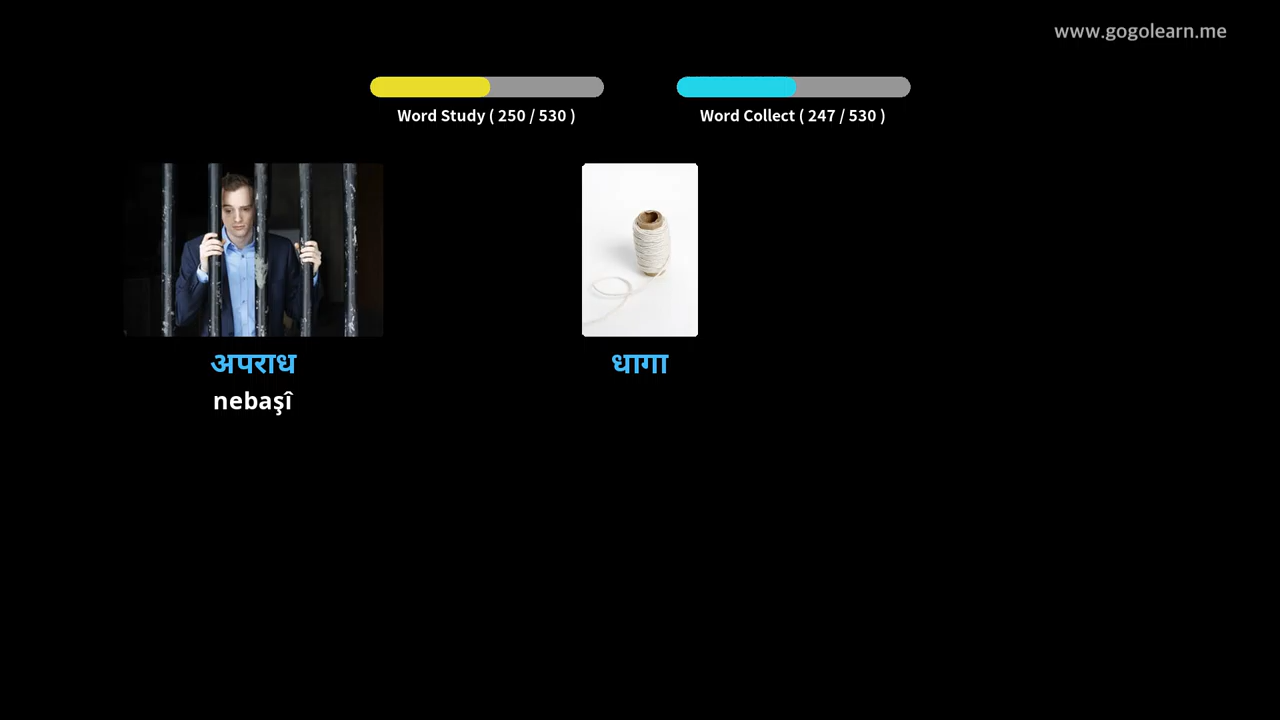 www.gogolearn.me
Word Study ( 250 / 530 )
Word Collect ( 247 / 530 )
अपराध
nebaşî
धागा